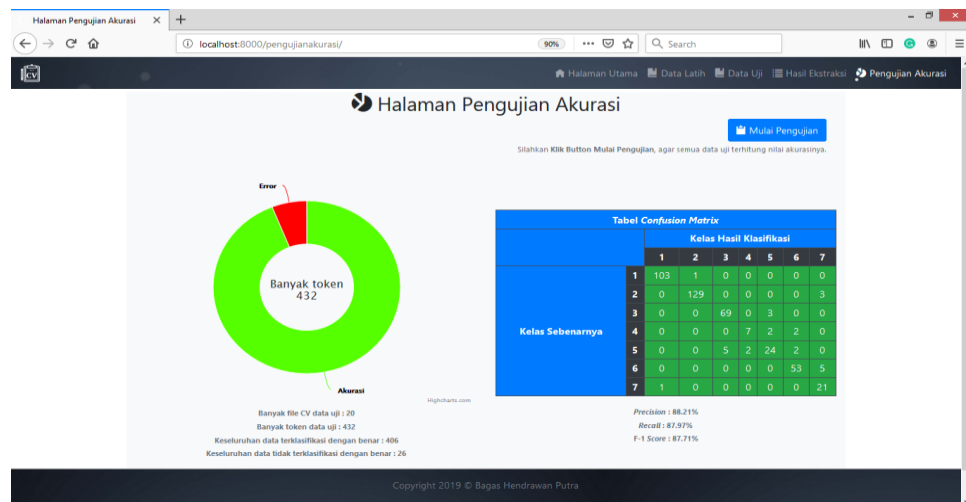 Halaman Pengujian Akurasi
localhost:8000/pengujianakurasi/
90%
Search
CV
Halaman Utama
Data Latih
Data Uji
Hasil Ekstraksi
Pengujian Akurasi
Halaman Pengujian Akurasi
Mulai Pengujian
Silahkan Klik Button Mulai Pengujian, agar semua data uji terhitung nilai akurasinya.
Error
Banyak token
432
Akurasi
Highcharts.com
Banyak file CV data uji : 20
Banyak token data uji : 432
Keseluruhan data terklasifikasi dengan benar : 406
Keseluruhan data tidak terklasifikasi dengan benar : 26
Tabel Confusion Matrix
Kelas Hasil Klasifikasi
1 2 3 4 5 6 7
Kelas Sebenarnya
1 103 1 0 0 0 0 0
2 0 129 0 0 0 0 3
3 0 0 69 0 3 0 0
4 0 0 0 7 2 2 0
5 0 0 5 2 24 2 0
6 0 0 0 0 0 53 5
7 1 0 0 0 0 0 21
Precision : 88.21%
Recall : 87.97%
F-1 Score : 87.71%
Copyright 2019 © Bagas Hendrawan Putra